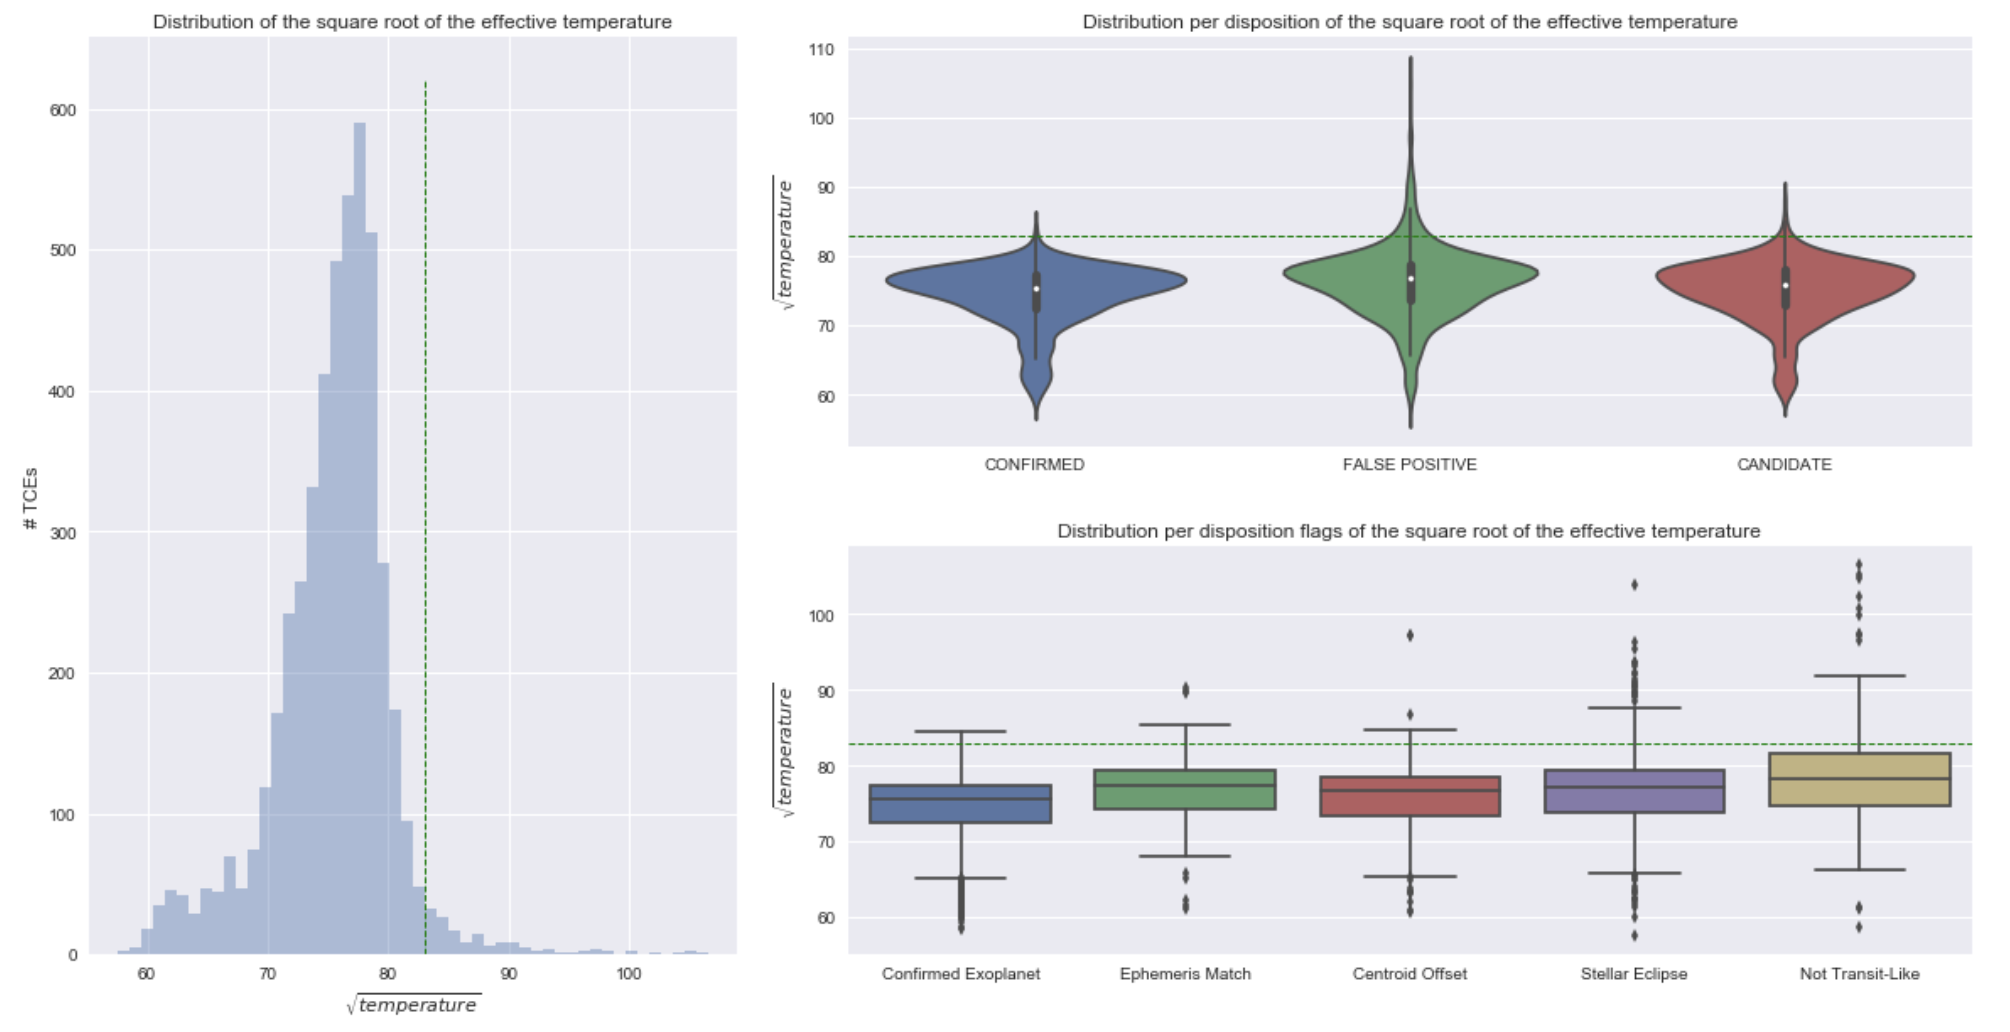 Distribution of the square root of the effective temperature
# TCEs
600
500
400
300
200
100
0
60 70 80 90 100
√temperature
Distribution per disposition of the square root of the effective temperature
√temperature
110
100
90
80
70
60
CONFIRMED FALSE POSITIVE CANDIDATE
Distribution per disposition flags of the square root of the effective temperature
√temperature
100
90
80
70
60
Confirmed Exoplanet Ephemeris Match Centroid Offset Stellar Eclipse Not Transit-Like